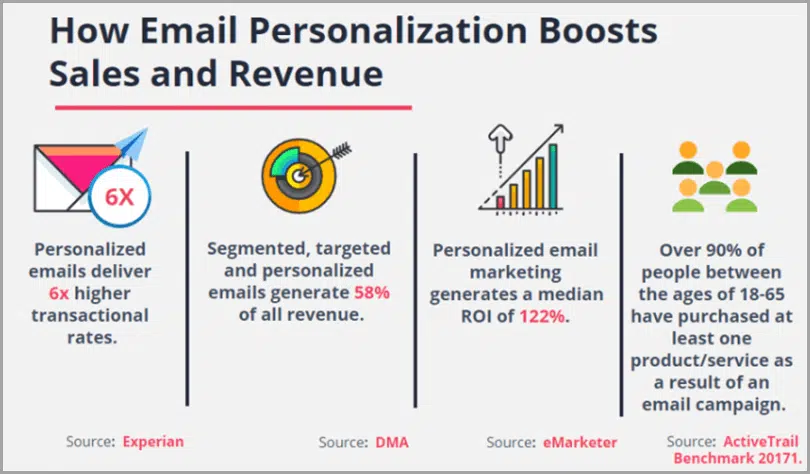 How Email Personalization Boosts
Sales and Revenue
6X
Personalized
emails deliver
6x higher
transactional
rates.
Source: Experian
Segmented, targeted
and personalized
emails generate 58%
of all revenue.
Source: DMA
Personalized email
marketing
generates a median
ROI of 122%.
Source: eMarketer
Over 90% of
people between
the ages of 18-65
have purchased at
least one
product/service as
a result of an
email campaign.
Source: ActiveTrail
Benchmark 20171.